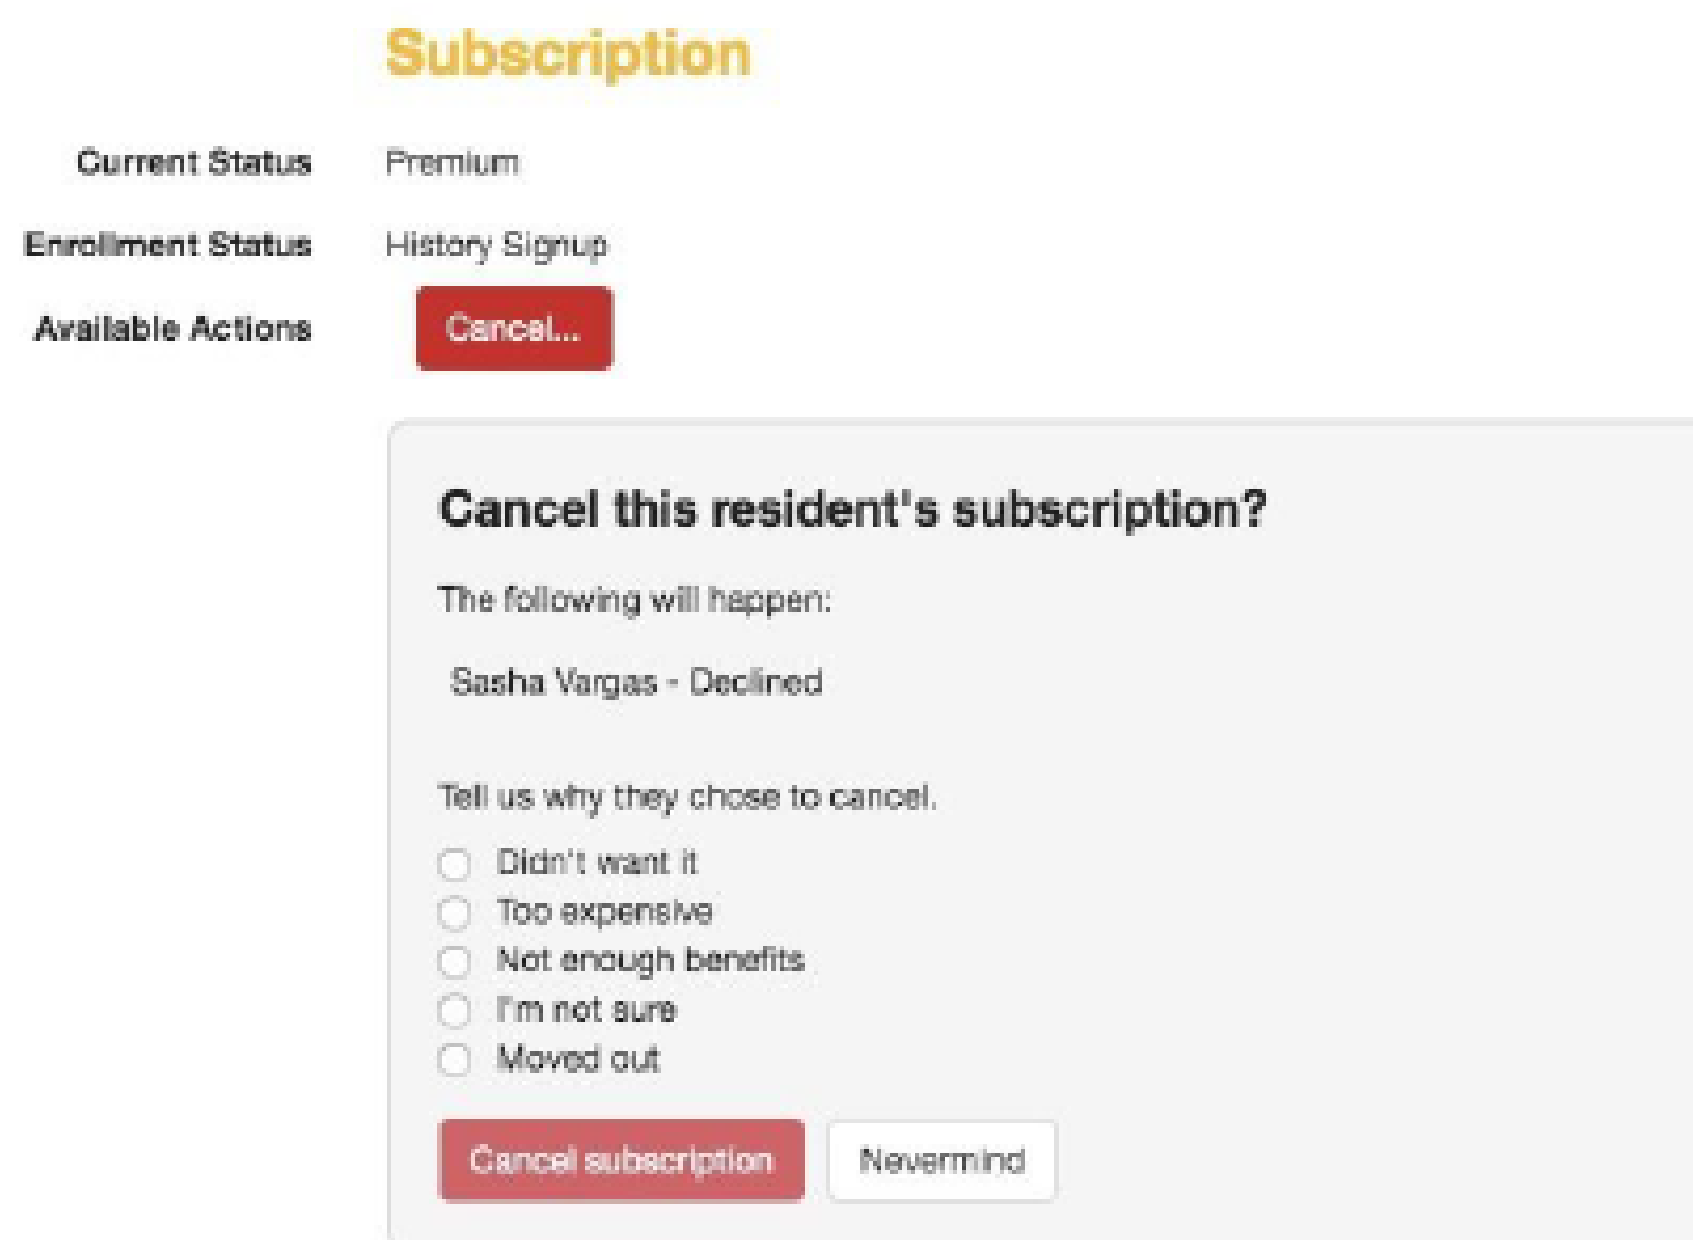 Subscription
Current Status Premium
Enrollment Status History Signup
Available Actions Cancel...
Cancel this resident's subscription?
The following will happen:
Sasha Vargas - Declined
Tell us why they chose to cancel.
Didn't want it
Too expensive
Not enough benefits
I'm not sure
Moved out
Cancel subscription Nevermind